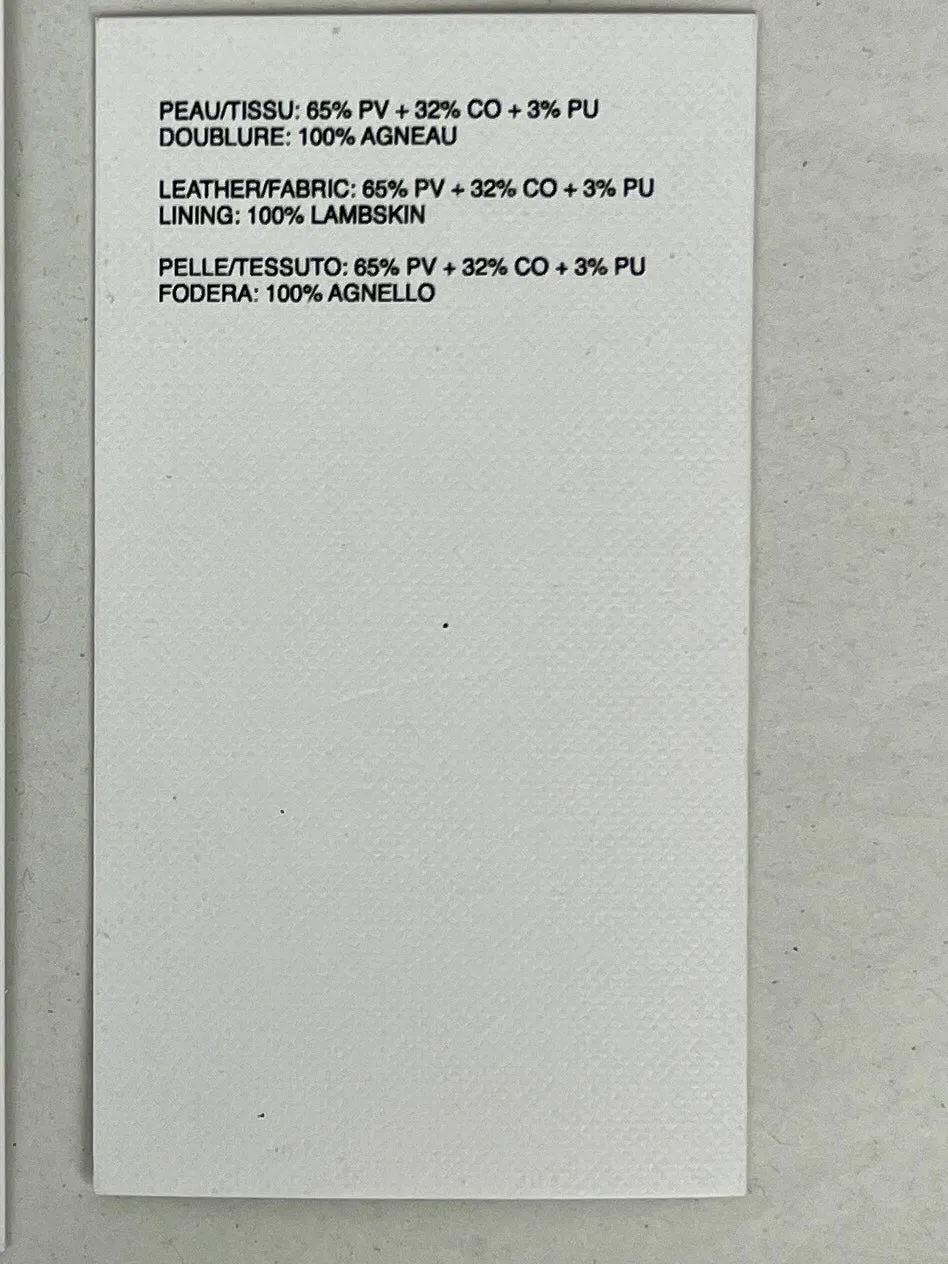 PEAU/TISSU: 65% PV + 32% CO + 3% PU
DOUBLURE: 100% AGNEAU
LEATHER/FABRIC: 65% PV + 32% CO + 3% PU
LINING: 100% LAMBSKIN
PELLE/TESSUTO: 65% PV + 32% CO + 3% PU
FODERA: 100% AGNELLO